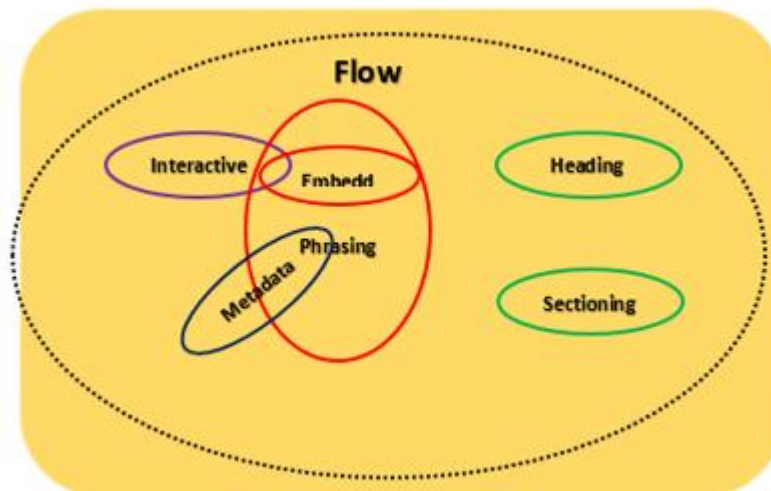 Flow
Interactive
Embedd
Heading
Phrasing
Metadata
Sectioning